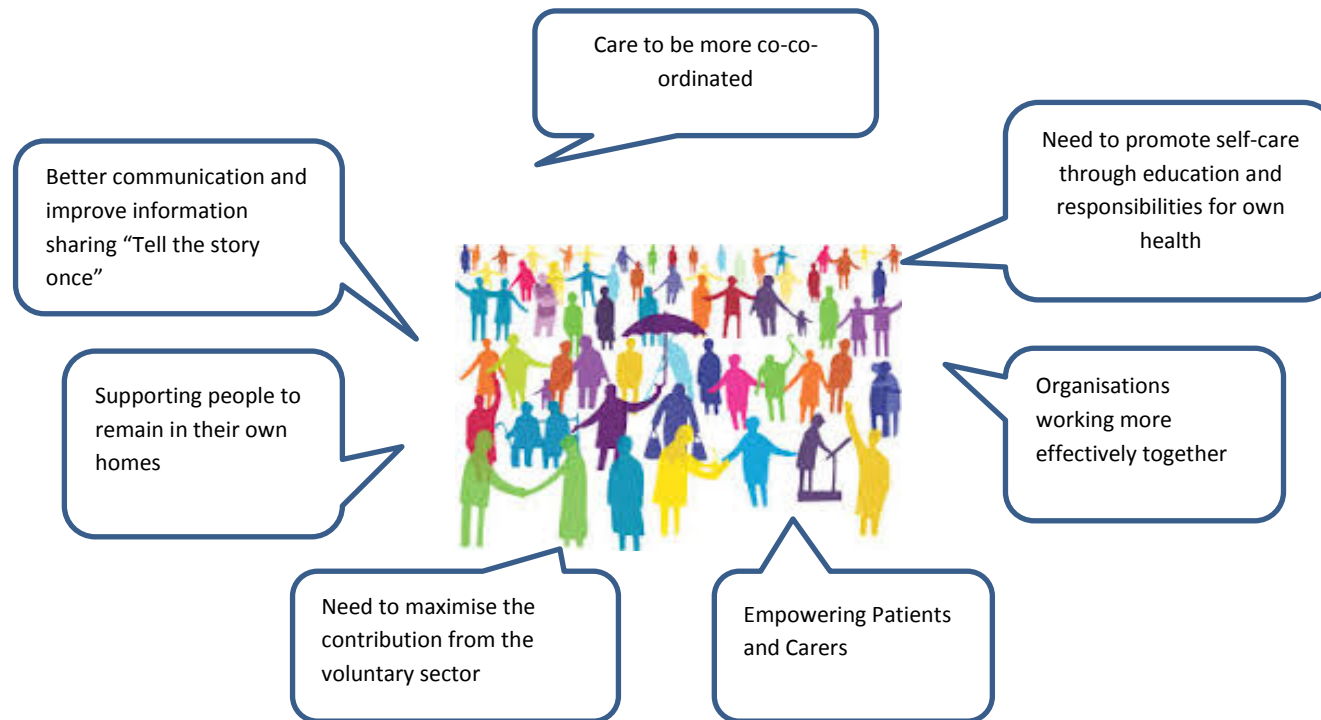 Care to be more co-co-
ordinated
Better communication and
improve information
sharing “Tell the story
once”
Need to promote self-care
through education and
responsibilities for own
health
Supporting people to
remain in their own
homes
Organisations
working more
effectively together
Need to maximise the
contribution from the
voluntary sector
Empowering Patients
and Carers